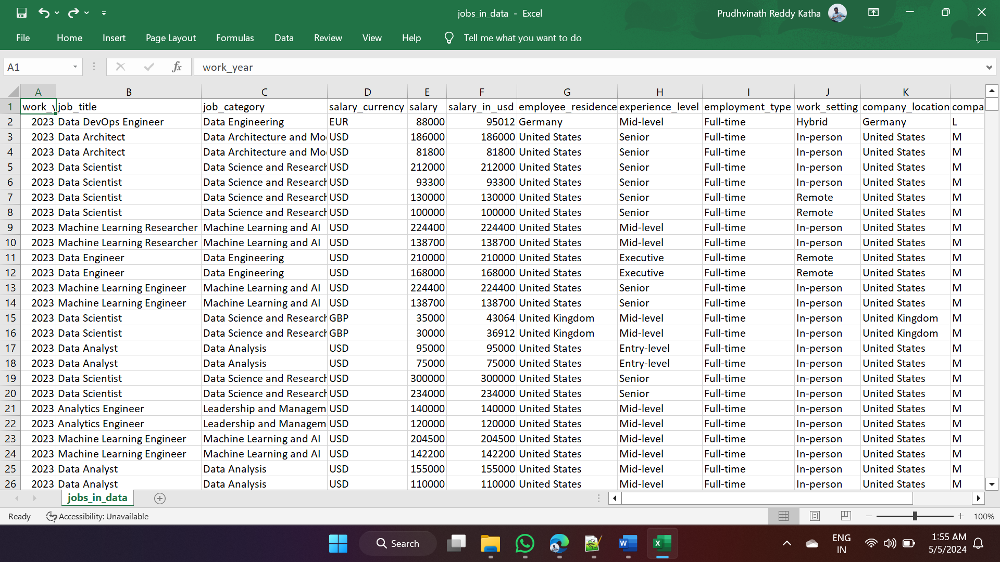 jobs_in_data - Excel
Prudhvinath Reddy Katha
File Home Insert Page Layout Formulas Data Review View Help Tell me what you want to do
A1 fx work_year
A B C D E F G H I J K
1 work_y job_title job_category salary_currency salary salary_in_usd employee_residence experience_level employment_type work_setting company_location compa
2 2023 Data DevOps Engineer Data Engineering EUR 88000 95012 Germany Mid-level Full-time Hybrid Germany L
3 2023 Data Architect Data Architecture and Mo USD 186000 186000 United States Senior Full-time In-person United States M
4 2023 Data Architect Data Architecture and Mo USD 81800 81800 United States Senior Full-time In-person United States M
5 2023 Data Scientist Data Science and Research USD 212000 212000 United States Senior Full-time In-person United States M
6 2023 Data Scientist Data Science and Research USD 93300 93300 United States Senior Full-time In-person United States M
7 2023 Data Scientist Data Science and Research USD 130000 130000 United States Senior Full-time Remote United States M
8 2023 Data Scientist Data Science and Research USD 100000 100000 United States Senior Full-time Remote United States M
9 2023 Machine Learning Researcher Machine Learning and AI USD 224400 224400 United States Mid-level Full-time In-person United States M
10 2023 Machine Learning Researcher Machine Learning and AI USD 138700 138700 United States Mid-level Full-time In-person United States M
11 2023 Data Engineer Data Engineering USD 210000 210000 United States Executive Full-time Remote United States M
12 2023 Data Engineer Data Engineering USD 168000 168000 United States Executive Full-time Remote United States M
13 2023 Machine Learning Engineer Machine Learning and AI USD 224400 224400 United States Senior Full-time In-person United States M
14 2023 Machine Learning Engineer Machine Learning and AI USD 138700 138700 United States Senior Full-time In-person United States M
15 2023 Data Scientist Data Science and Research GBP 35000 43064 United Kingdom Mid-level Full-time In-person United Kingdom M
16 2023 Data Scientist Data Science and Research GBP 30000 36912 United Kingdom Mid-level Full-time In-person United Kingdom M
17 2023 Data Analyst Data Analysis USD 95000 95000 United States Entry-level Full-time In-person United States M
18 2023 Data Analyst Data Analysis USD 75000 75000 United States Entry-level Full-time In-person United States M
19 2023 Data Scientist Data Science and Research USD 300000 300000 United States Senior Full-time In-person United States M
20 2023 Data Scientist Data Science and Research USD 234000 234000 United States Senior Full-time In-person United States M
21 2023 Analytics Engineer Leadership and Managem USD 140000 140000 United States Mid-level Full-time In-person United States M
22 2023 Analytics Engineer Leadership and Managem USD 120000 120000 United States Mid-level Full-time In-person United States M
23 2023 Machine Learning Engineer Machine Learning and AI USD 204500 204500 United States Mid-level Full-time In-person United States M
24 2023 Machine Learning Engineer Machine Learning and AI USD 142200 142200 United States Mid-level Full-time In-person United States M
25 2023 Data Analyst Data Analysis USD 155000 155000 United States Mid-level Full-time In-person United States M
26 2023 Data Analyst Data Analysis USD 110000 110000 United States Mid-level Full-time In-person United States M
jobs_in_data
Ready Accessibility: Unavailable 100%
Search
ENG
IN
1:55 AM
5/5/2024